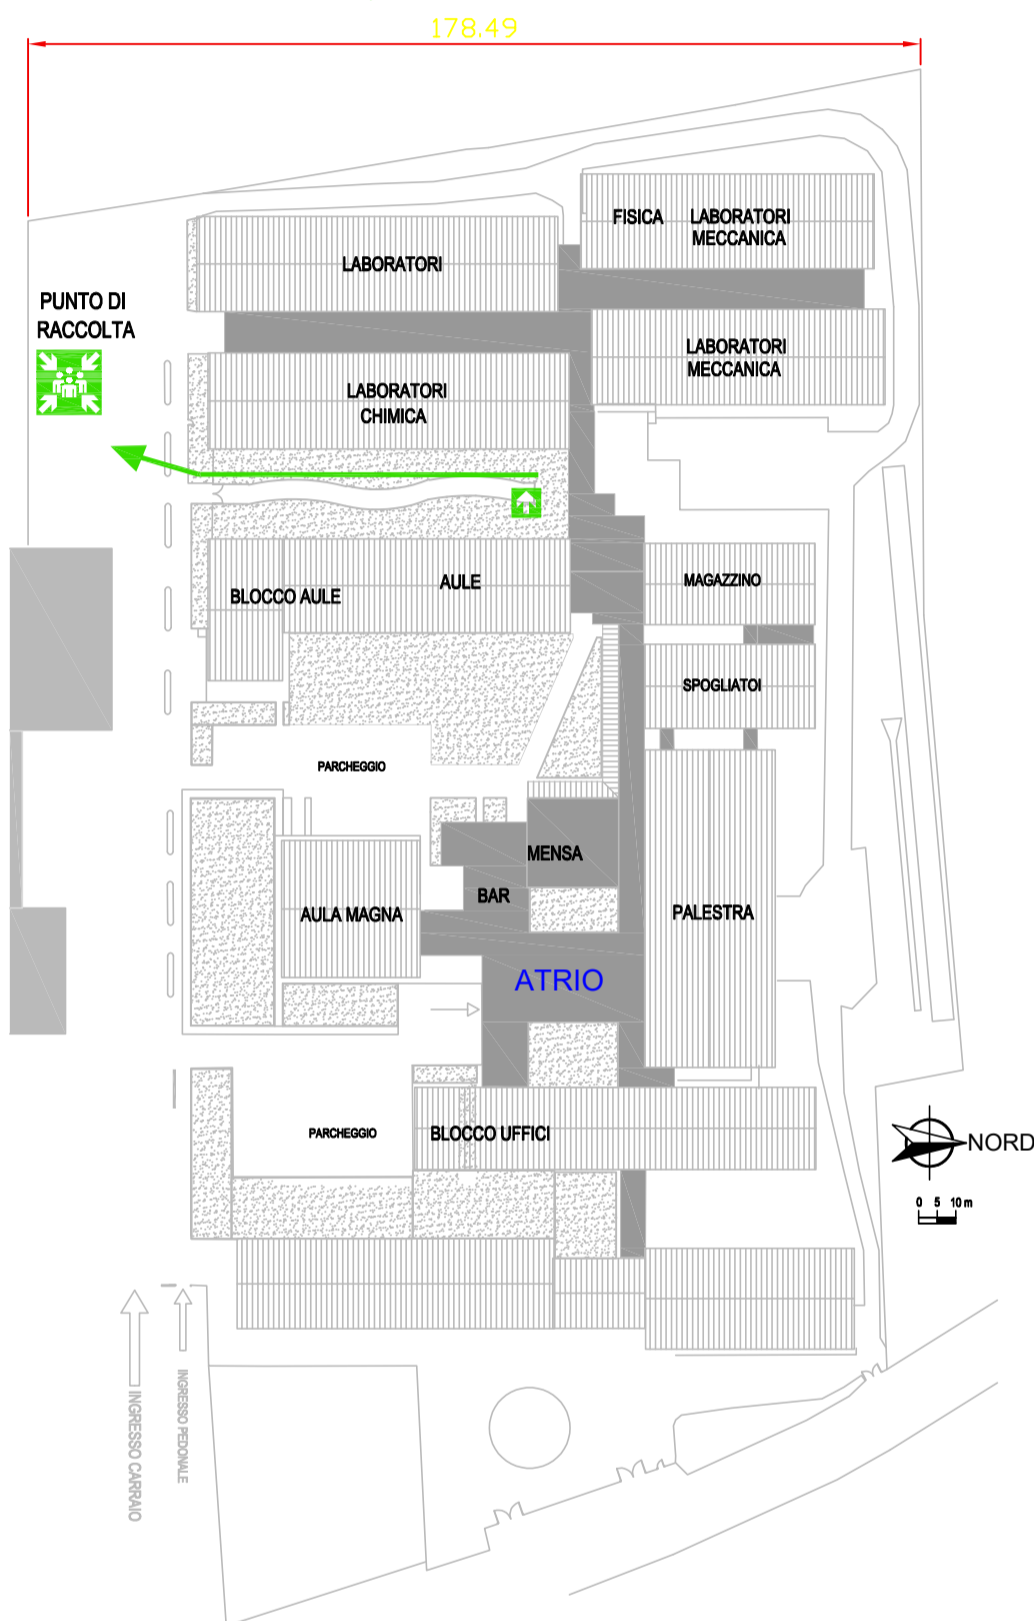 178.49
FISICA LABORATORI
MECCANICA
LABORATORI
PUNTO DI
RACCOLTA
LABORATORI
MECCANICA
LABORATORI
CHIMICA
MAGAZZINO
AULE
BLOCCO AULE
SPOGLIATOI
PARCHEGGIO
MENSA
BAR
AULA MAGNA
PALESTRA
ATRIO
PARCHEGGIO
BLOCCO UFFICI
NORD
0 5 10 m
INGRESSO PEDONALE
INGRESSO CARRAIO